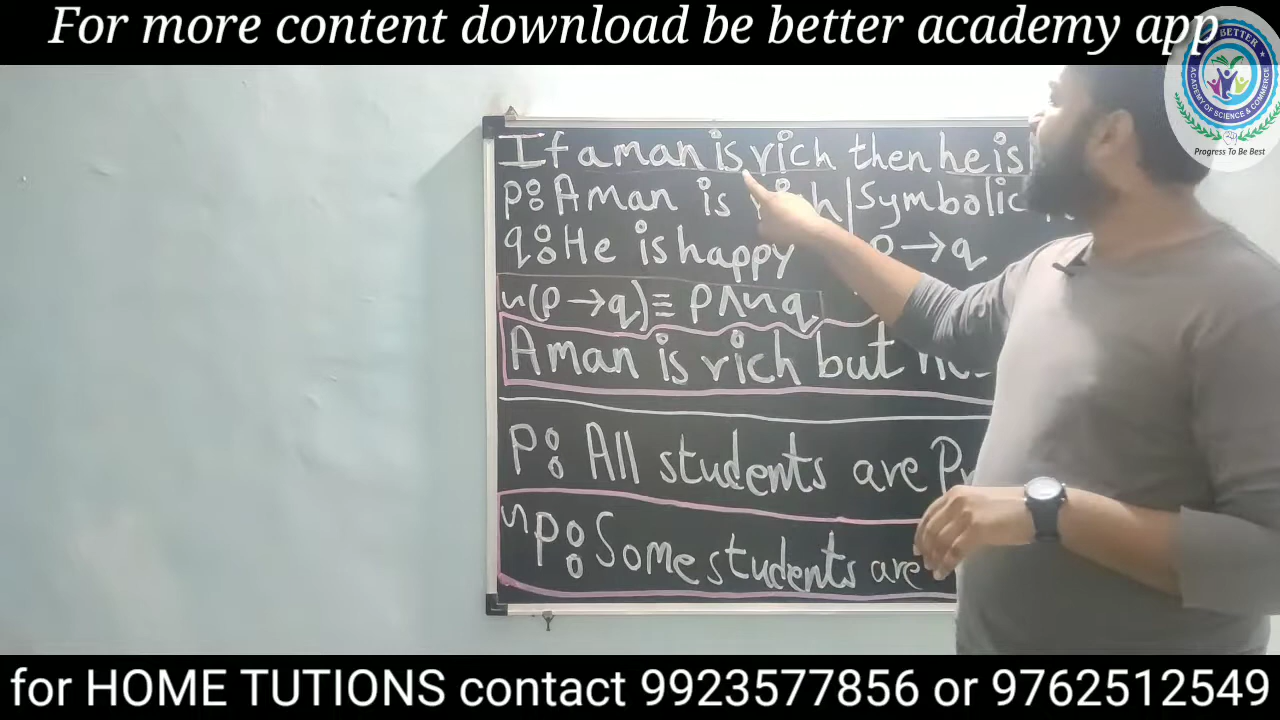 For more content download be better academy app
BETTER
ACADEMY OF SCIENCE & COMMERCE
Progress To Be Best
If a man is rich then he is
p: A man is rich | Symbolic
q: He is happy p → q
~(p → q) ≡ p ∧ ~q
A man is rich but
p: All students are
~p: Some students are
for HOME TUTIONS contact 9923577856 or 9762512549